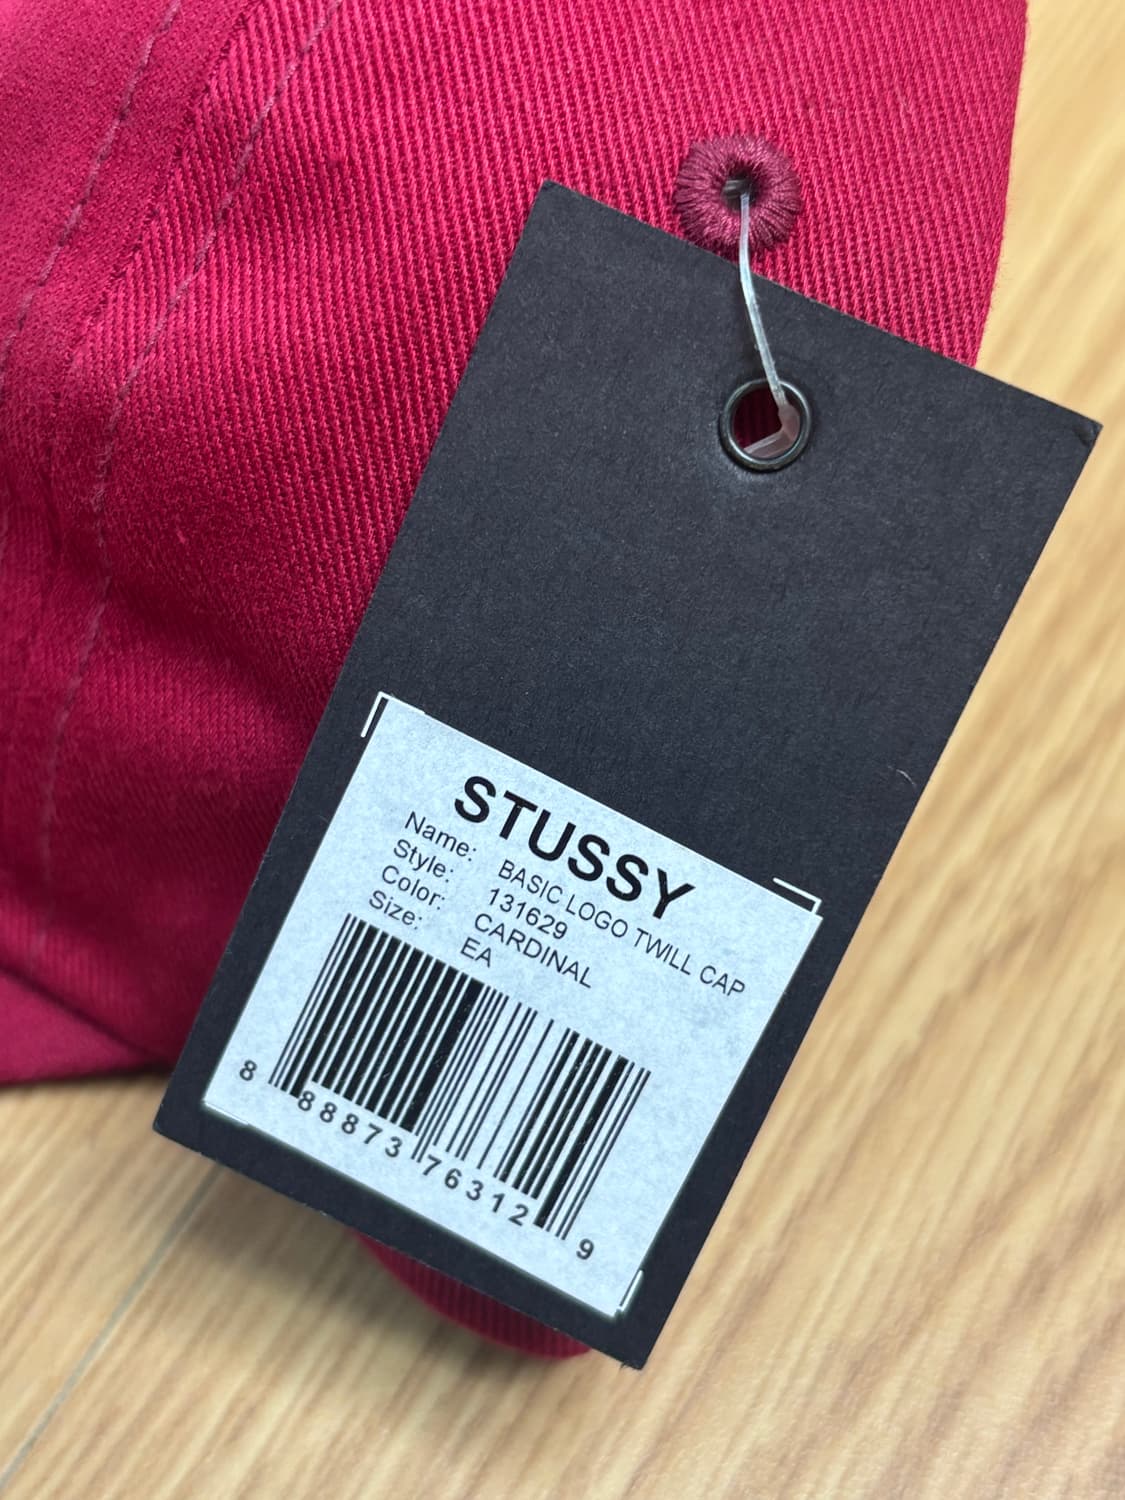 STUSSY
Name: BASIC LOGO TWILL CAP
Style: 131629
Color: CARDINAL
Size: EA
8 88873 76312 9